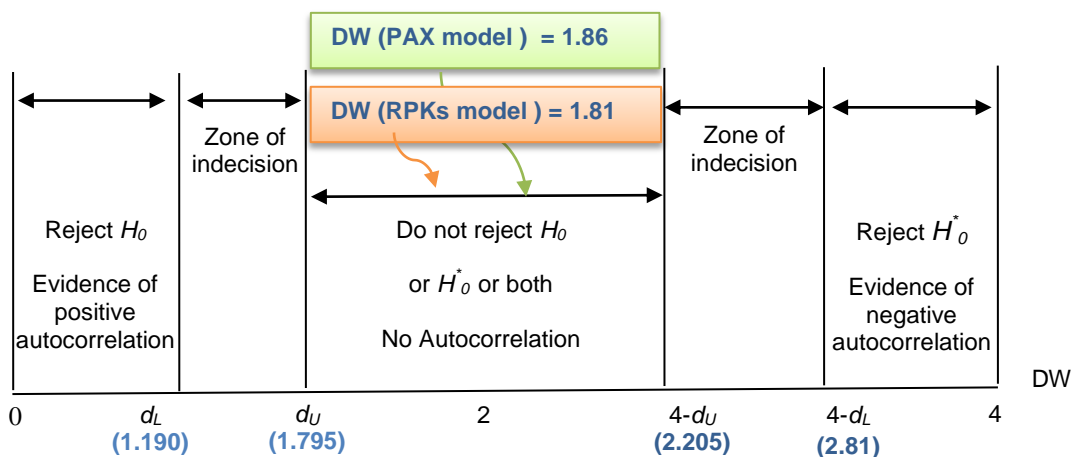 DW (PAX model ) = 1.86
DW (RPKs model ) = 1.81
Zone of
indecision
Zone of
indecision
Reject H0
Evidence of
positive
autocorrelation
Do not reject H0
or H*0 or both
No Autocorrelation
Reject H*0
Evidence of
negative
autocorrelation
DW
0
dL
(1.190)
dU
(1.795)
2
4-dU
(2.205)
4-dL
(2.81)
4